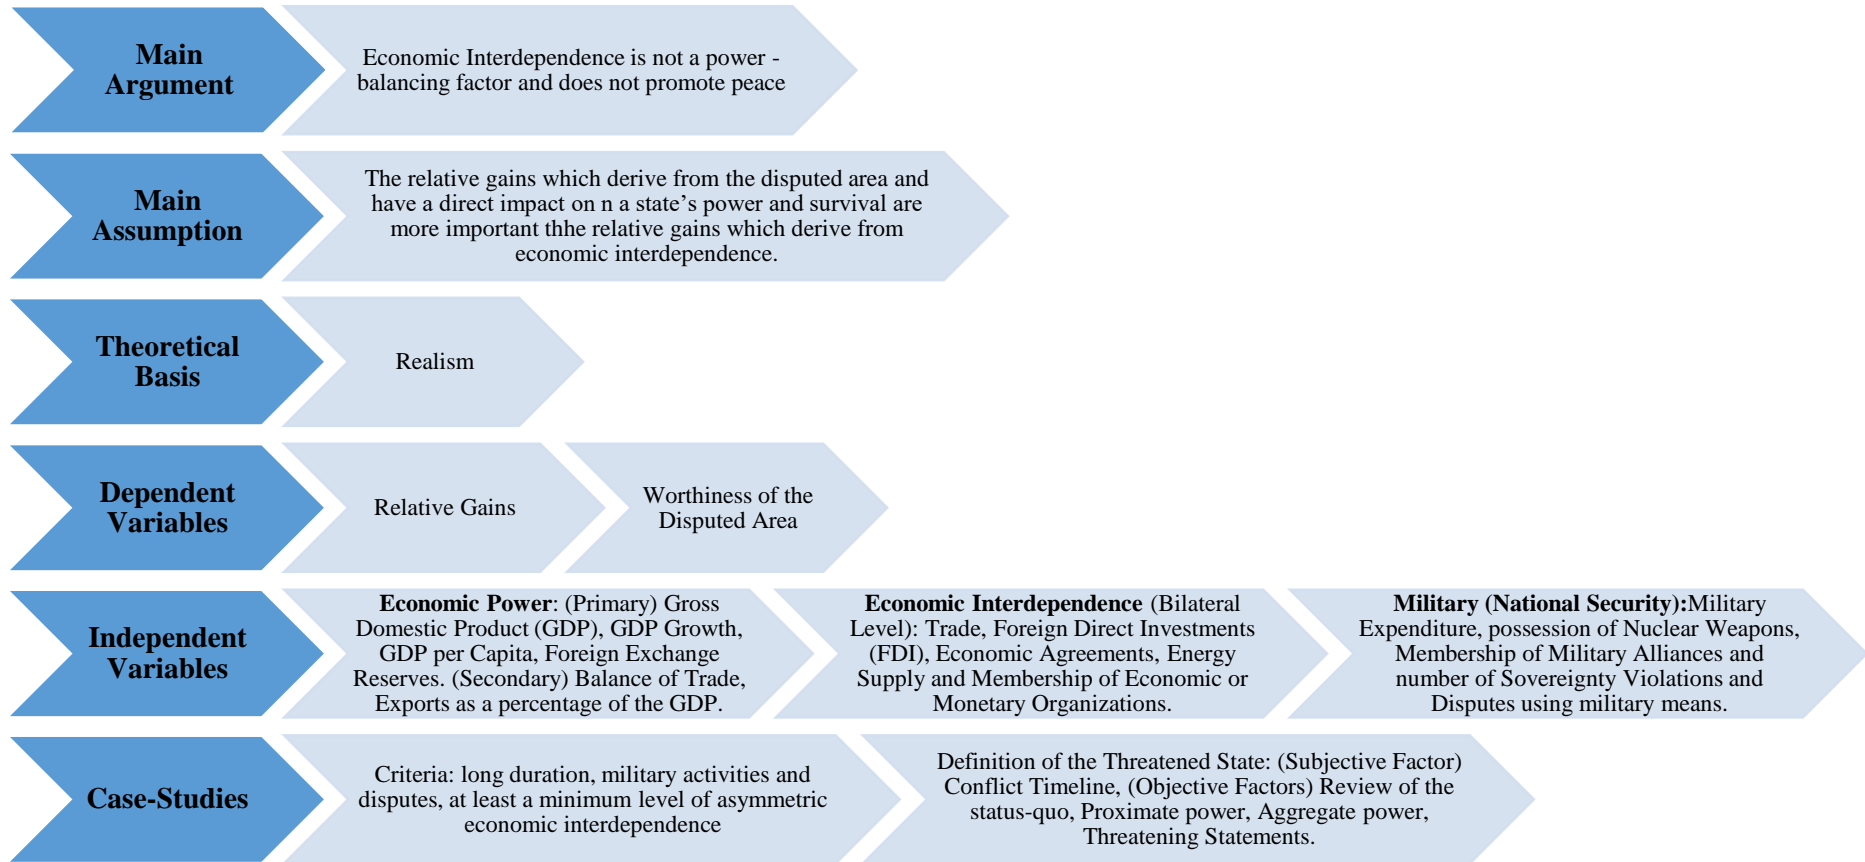 Main
Argument
Economic Interdependence is not a power -
balancing factor and does not promote peace
Main
Assumption
The relative gains which derive from the disputed area and
have a direct impact on n a state’s power and survival are
more important thhe relative gains which derive from
economic interdependence.
Theoretical
Basis
Realism
Dependent
Variables
Relative Gains
Worthiness of the
Disputed Area
Independent
Variables
Economic Power: (Primary) Gross
Domestic Product (GDP), GDP Growth,
GDP per Capita, Foreign Exchange
Reserves. (Secondary) Balance of Trade,
Exports as a percentage of the GDP.
Economic Interdependence (Bilateral
Level): Trade, Foreign Direct Investments
(FDI), Economic Agreements, Energy
Supply and Membership of Economic or
Monetary Organizations.
Military (National Security):Military
Expenditure, possession of Nuclear Weapons,
Membership of Military Alliances and
number of Sovereignty Violations and
Disputes using military means.
Case-Studies
Criteria: long duration, military activities and
disputes, at least a minimum level of asymmetric
economic interdependence
Definition of the Threatened State: (Subjective Factor)
Conflict Timeline, (Objective Factors) Review of the
status-quo, Proximate power, Aggregate power,
Threatening Statements.